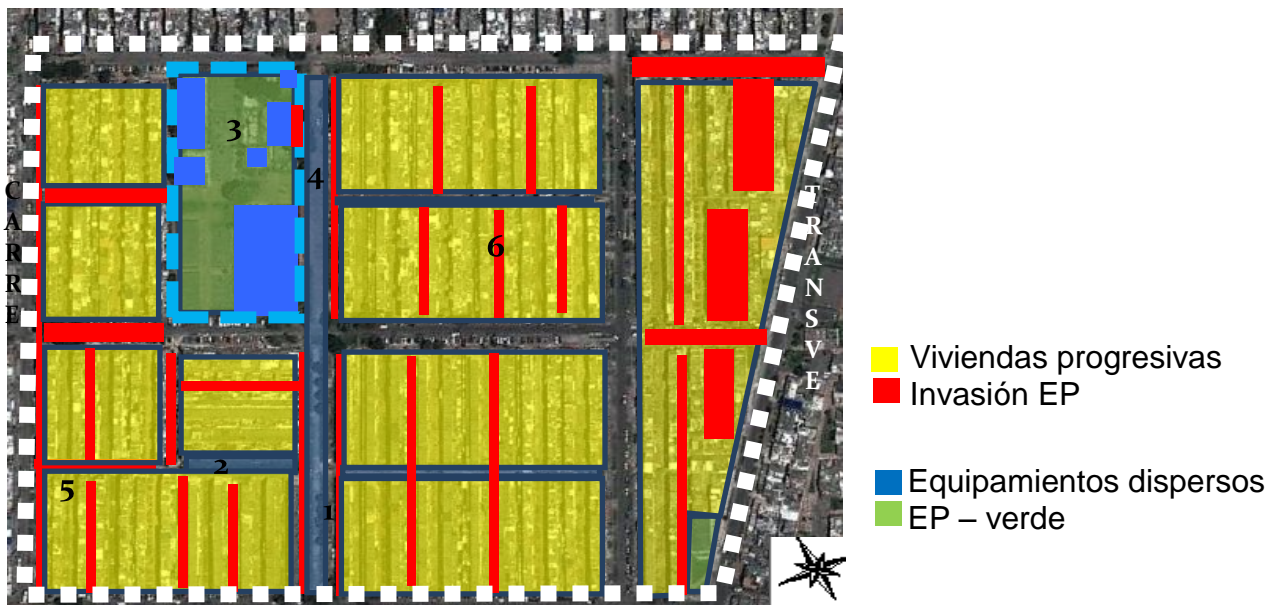 3
4
CARRE
TRANSVE
6
Viviendas progresivas
Invasión EP
2
5
1
Equipamientos dispersos
EP – verde